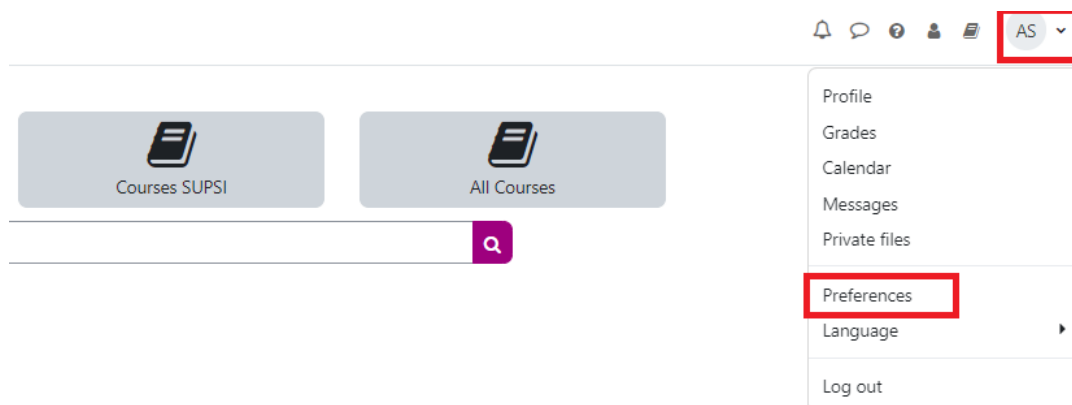 AS
Profile
Grades
Calendar
Messages
Private files
Preferences
Language
Log out
Courses SUPSI
All Courses